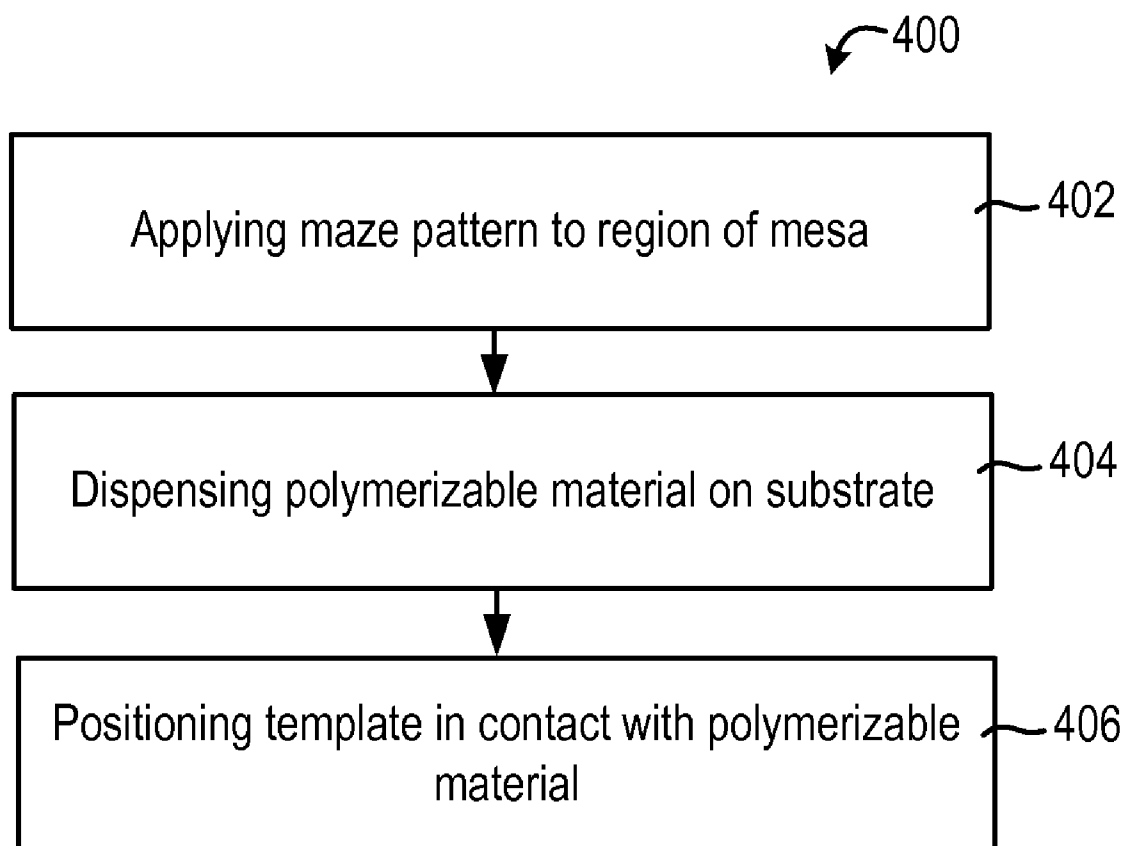 400
Applying maze pattern to region of mesa
402
Dispensing polymerizable material on substrate
404
Positioning template in contact with polymerizable
material
406